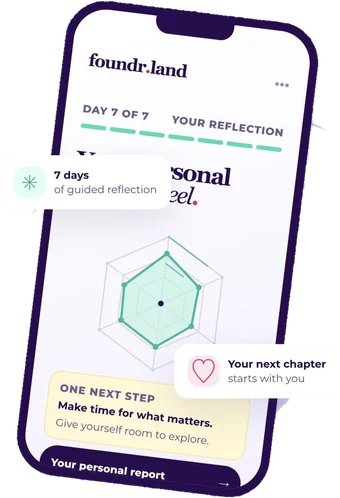 foundr.land
DAY 7 OF 7 YOUR REFLECTION
7 days
of guided reflection
Your next chapter
starts with you
ONE NEXT STEP
Make time for what matters.
Give yourself room to explore.
Your personal report →